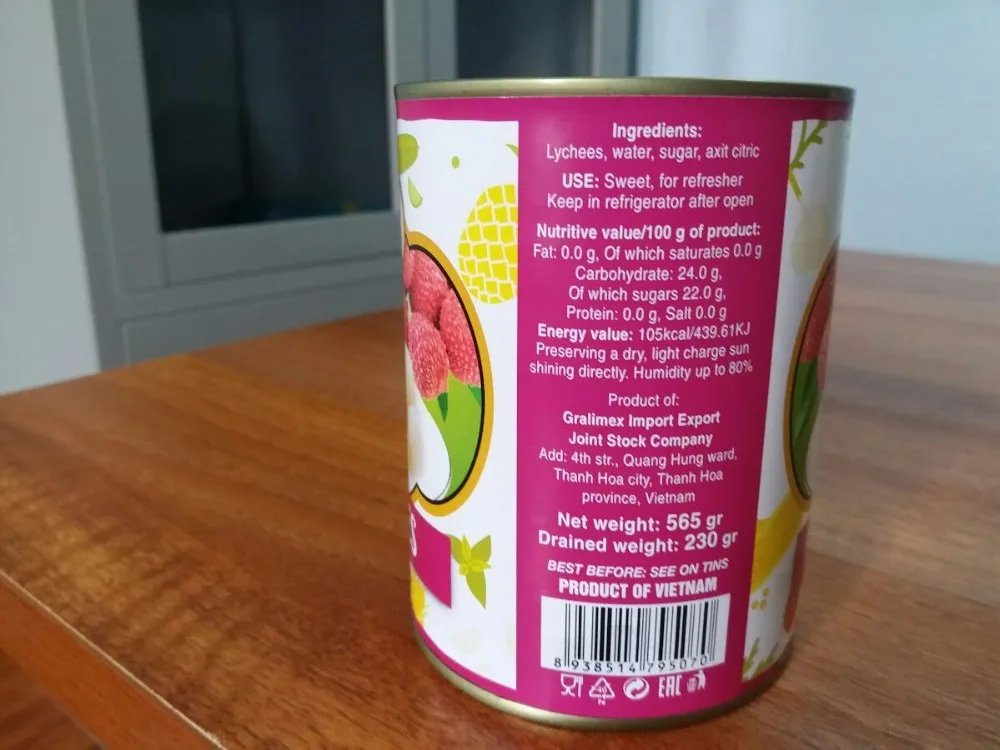 Ingredients:
Lychees, water, sugar, axit citric
USE: Sweet, for refresher
Keep in refrigerator after open
Nutritive value/100 g of product:
Fat: 0.0 g, Of which saturates 0.0 g
Carbohydrate: 24.0 g,
Of which sugars 22.0 g,
Protein: 0.0 g, Salt 0.0 g
Energy value: 105kcal/439.61KJ
Preserving a dry, light charge sun
shining directly. Humidity up to 80%
Product of:
Gralimex Import Export
Joint Stock Company
Add: 4th str., Quang Hung ward,
Thanh Hoa city, Thanh Hoa
province, Vietnam
Net weight: 565 gr
Drained weight: 230 gr
BEST BEFORE: SEE ON TINS
PRODUCT OF VIETNAM
8 938514 795070
40
EAC
S